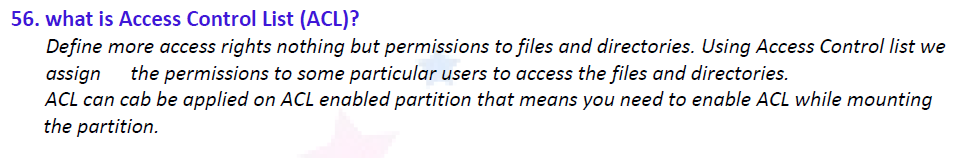 56. what is Access Control List (ACL)?
Define more access rights nothing but permissions to files and directories. Using Access Control list we
assign the permissions to some particular users to access the files and directories.
ACL can cab be applied on ACL enabled partition that means you need to enable ACL while mounting
the partition.